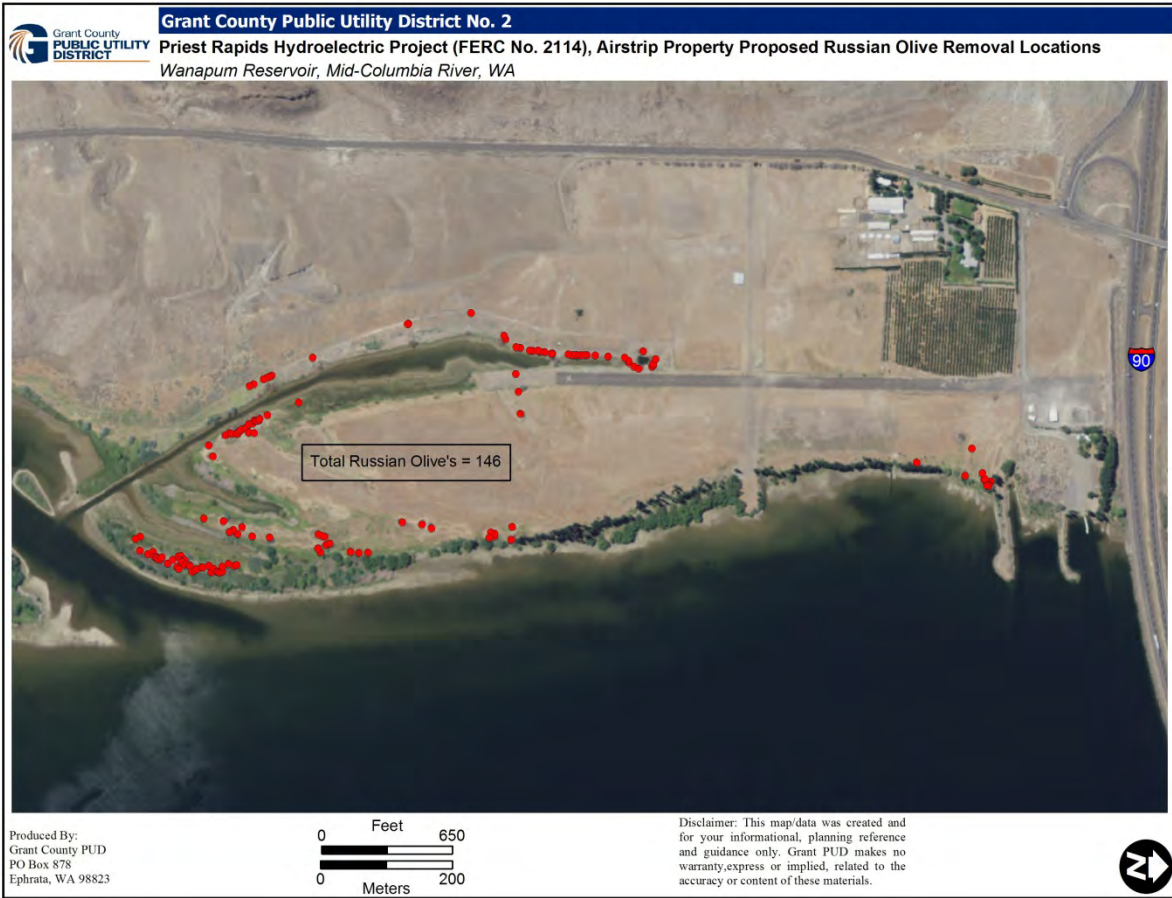 Grant County
PUBLIC UTILITY
DISTRICT
Grant County Public Utility District No. 2
Priest Rapids Hydroelectric Project (FERC No. 2114), Airstrip Property Proposed Russian Olive Removal Locations
Wanapum Reservoir, Mid-Columbia River, WA
90
Total Russian Olive's = 146
Produced By:
Grant County PUD
PO Box 878
Ephrata, WA 98823
Feet
0 650
0 200
Meters
Disclaimer: This map/data was created and
for your informational, planning reference
and guidance only. Grant PUD makes no
warranty,express or implied, related to the
accuracy or content of these materials.
N